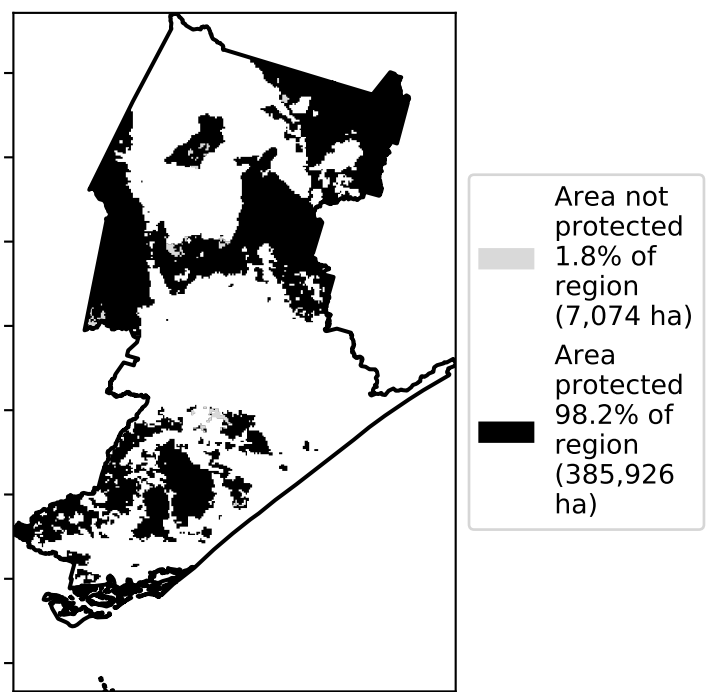 Area not
protected
1.8% of
region
(7,074 ha)
Area
protected
98.2% of
region
(385,926
ha)